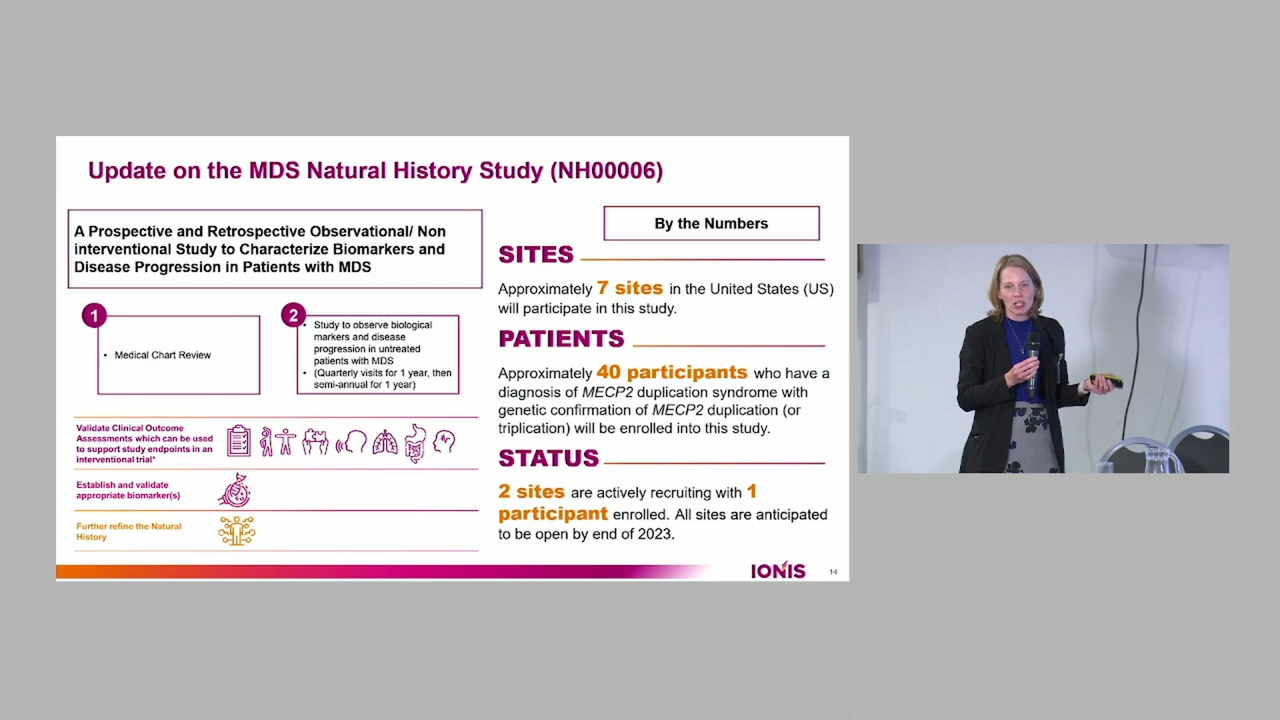 Update on the MDS Natural History Study (NH00006)
A Prospective and Retrospective Observational/ Non
interventional Study to Characterize Biomarkers and
Disease Progression in Patients with MDS
1
• Medical Chart Review
2
• Study to observe biological
markers and disease
progression in untreated
patients with MDS
• (Quarterly visits for 1 year, then
semi-annual for 1 year)
Validate Clinical Outcome
Assessments which can be used
to support study endpoints in an
interventional trial*
Establish and validate
appropriate biomarker(s)
Further refine the Natural
History
By the Numbers
SITES
Approximately 7 sites in the United States (US)
will participate in this study.
PATIENTS
Approximately 40 participants who have a
diagnosis of MECP2 duplication syndrome with
genetic confirmation of MECP2 duplication (or
triplication) will be enrolled into this study.
STATUS
2 sites are actively recruiting with 1
participant enrolled. All sites are anticipated
to be open by end of 2023.
IONIS
14